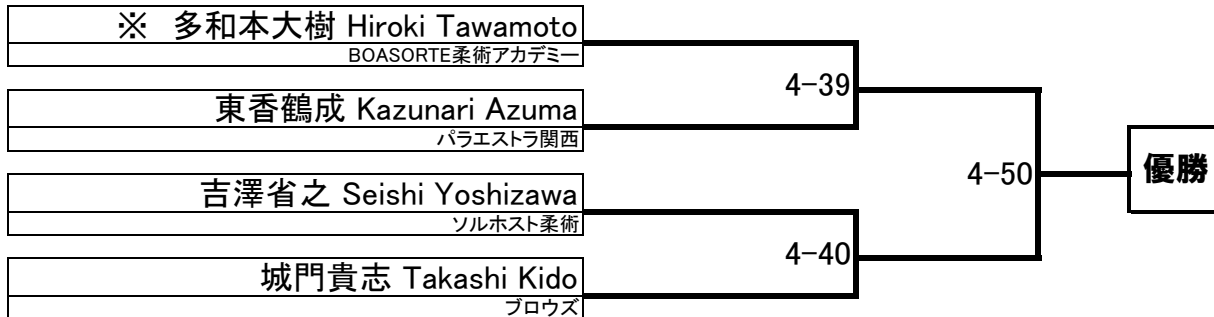 ※ 多和本大樹 Hiroki Tawamoto
BOASORTE柔術アカデミー
4-39
東香鶴成 Kazunari Azuma
パラエストラ関西
4-50
優勝
吉澤省之 Seishi Yoshizawa
ソルホスト柔術
4-40
城門貴志 Takashi Kido
ブロウズ